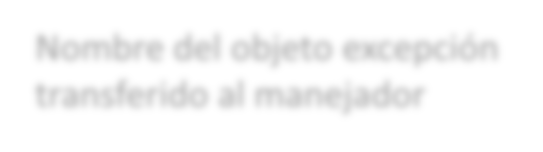 Nombre del objeto excepción
transferido al manejador